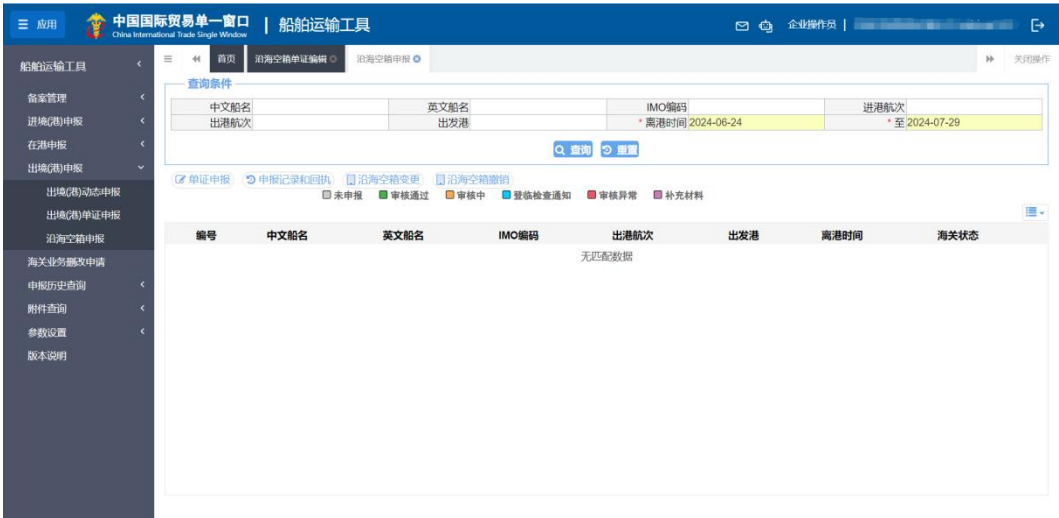 应用 中国国际贸易单一窗口 | 船舶运输工具 企业操作员 |
China International Trade Single Window
船舶运输工具
备案管理
进境(港)申报
在港申报
出境(港)申报
出境(港)动态申报
出境(港)单证申报
沿海空箱申报
海关业务删改申请
申报历史查询
附件查询
参数设置
版本说明
首页 沿海空箱单证编辑 沿海空箱申报 关闭操作
查询条件
中文船名 英文船名 IMO编码 进港航次
出港航次 出发港 * 离港时间 2024-06-24 * 至 2024-07-29
查询 重置
单证申报 申报记录和回执 沿海空箱变更 沿海空箱撤销
未申报 审核通过 审核中 登临检查通知 审核异常 补充材料
编号 中文船名 英文船名 IMO编码 出港航次 出发港 离港时间 海关状态
无匹配数据